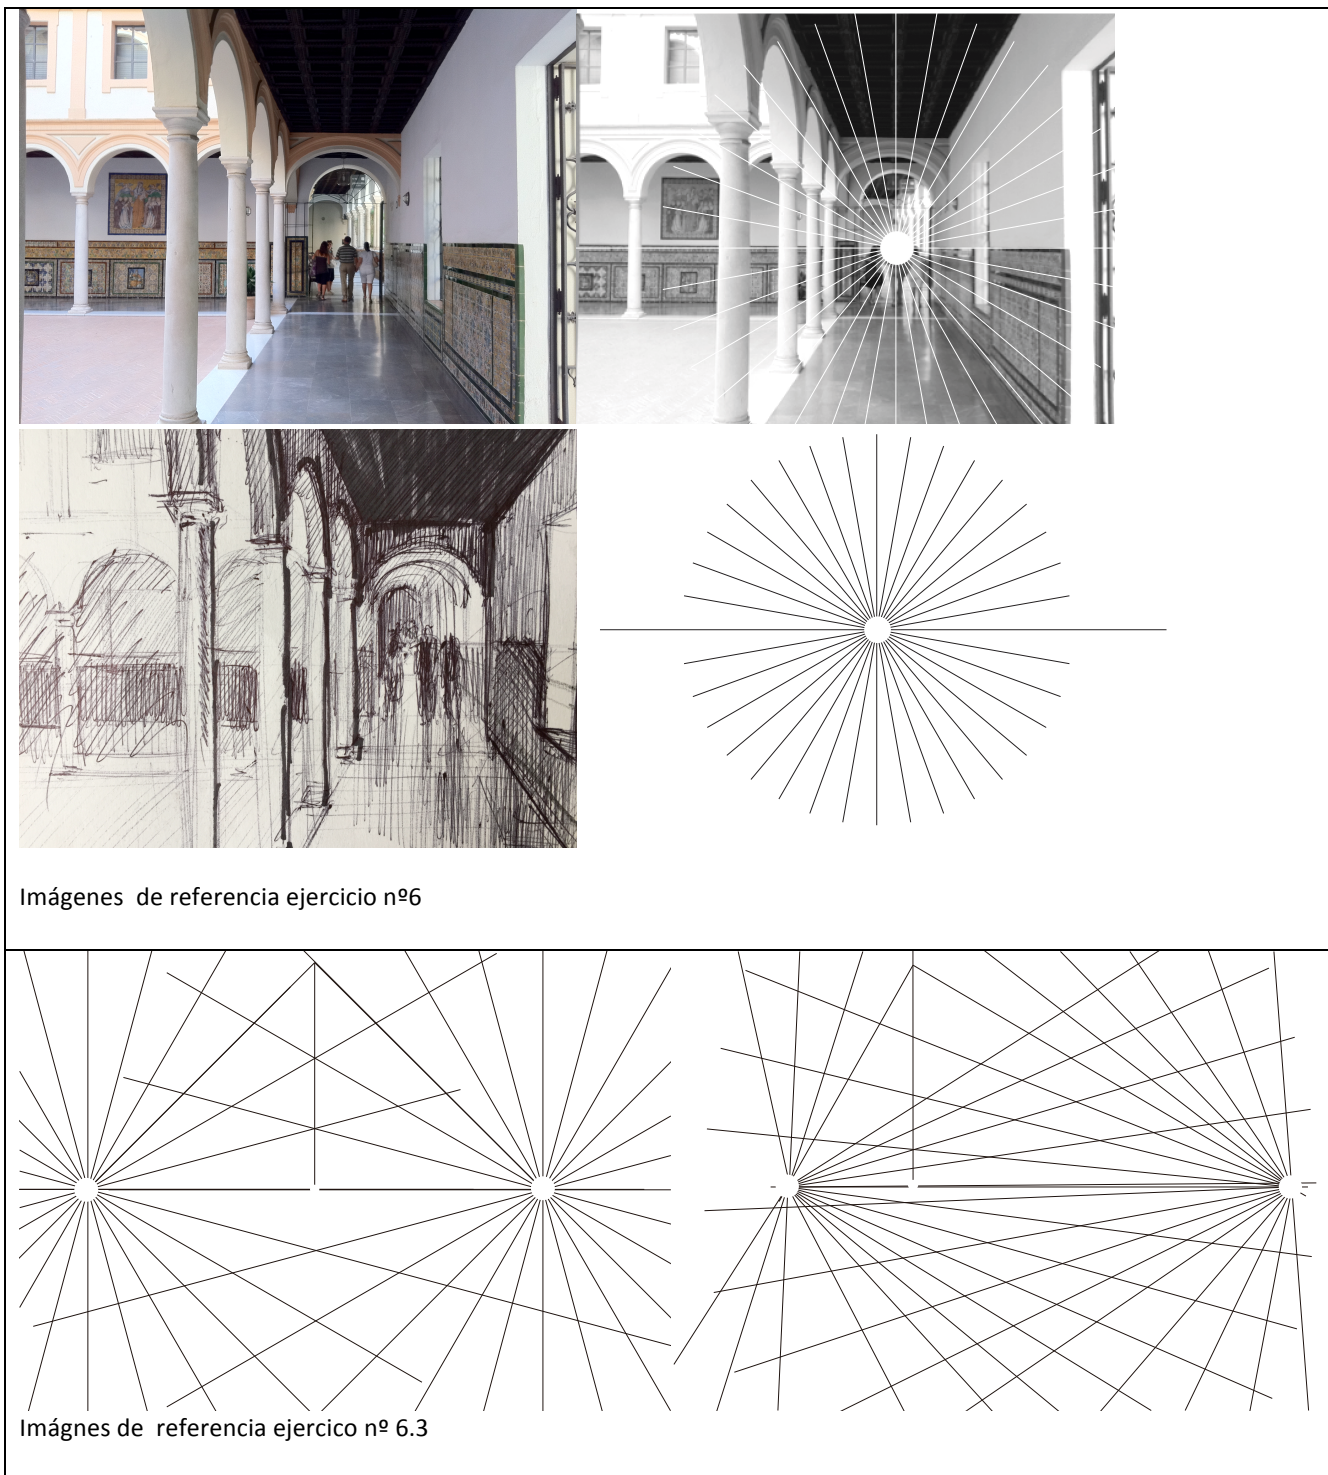 Imágenes  de referencia ejercicio nº6
Imágnes de  referencia ejercico nº 6.3